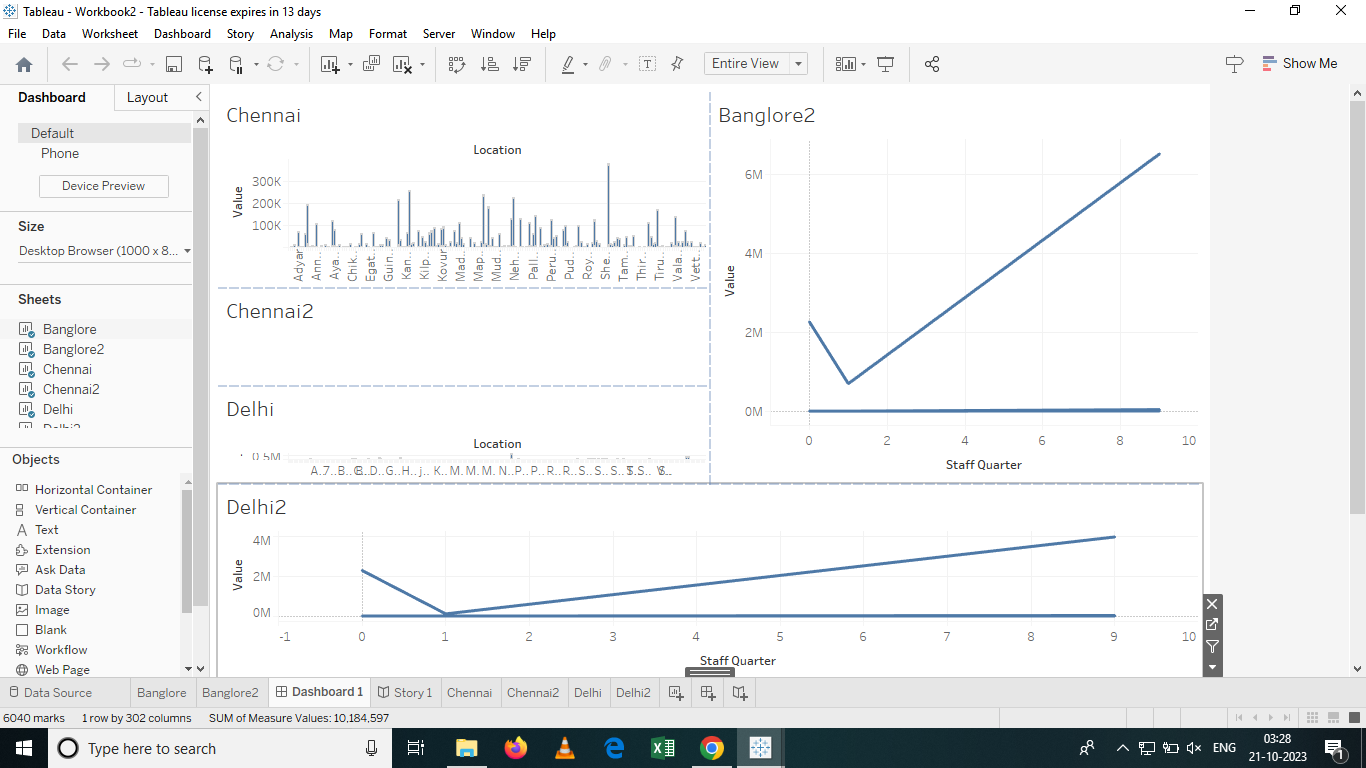 Tableau - Workbook2 - Tableau license expires in 13 days
File Data Worksheet Dashboard Story Analysis Map Format Server Window Help
Entire View
Show Me
Dashboard Layout
Default
Phone
Device Preview
Size
Desktop Browser (1000 x 8...
Sheets
Banglore
Banglore2
Chennai
Chennai2
Delhi
Delhi2
Objects
Horizontal Container
Vertical Container
Text
Extension
Ask Data
Data Story
Image
Blank
Workflow
Web Page
Chennai
Location
Value
300K
200K
100K
Adyar Ann.. Aya.. Chik.. Egat.. Guin.. Kan.. Kilp.. Kovur Mad.. Map.. Mud.. Neh.. Pall.. Peru.. Pud.. Roy.. She.. Tam.. Thir.. Tiru.. Vala.. Vett..
Chennai2
Delhi
Location
0.5M
Banglore2
Value
6M
4M
2M
0M
0 2 4 6 8 10
Staff Quarter
Delhi2
Value
4M
2M
0M
-1 0 1 2 3 4 5 6 7 8 9 10
Staff Quarter
Data Source Banglore Banglore2 Dashboard 1 Story 1 Chennai Chennai2 Delhi Delhi2
6040 marks 1 row by 302 columns SUM of Measure Values: 10,184,597
Type here to search
ENG
03:28
21-10-2023
1